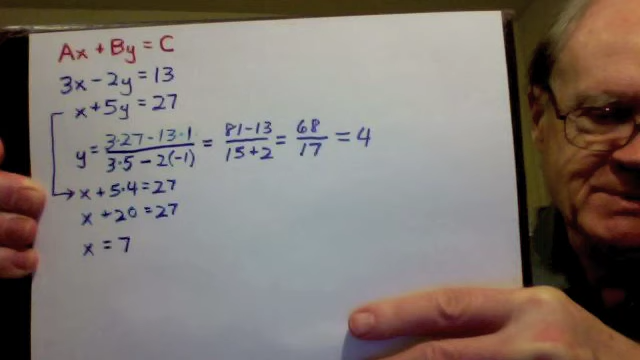 Ax + By = C
3x - 2y = 13
x + 5y = 27
y = (3·27 - 13·1)/(3·5 - 2(-1)) = (81 - 13)/(15 + 2) = 68/17 = 4
x + 5·4 = 27
x + 20 = 27
x = 7